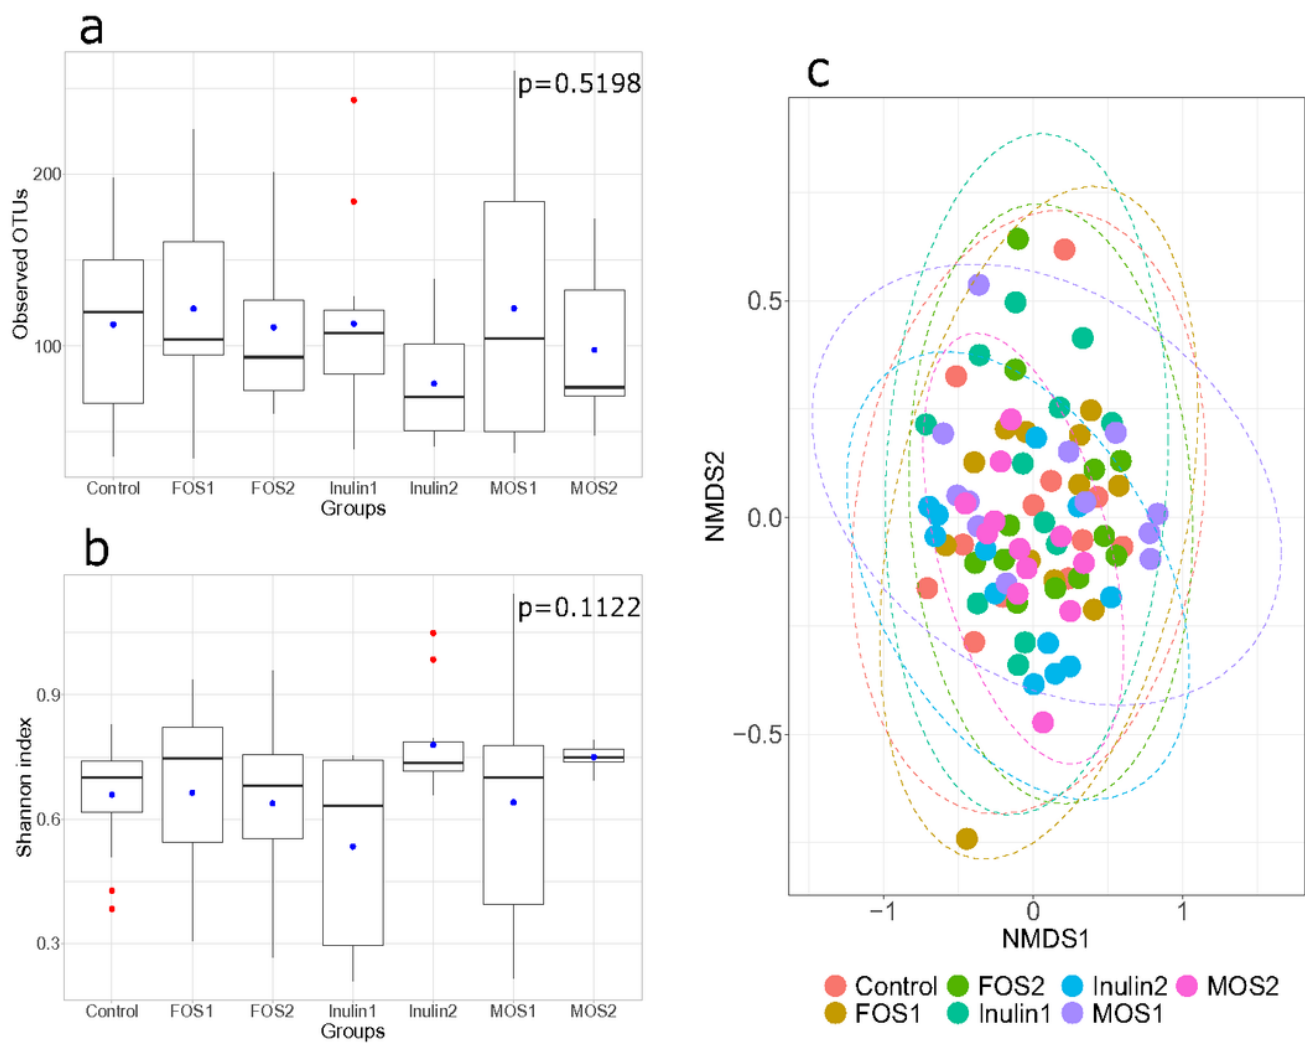 a
p=0.5198
200
100
Observed OTUs
Control FOS1 FOS2 Inulin1 Inulin2 MOS1 MOS2
Groups
b
p=0.1122
0.9
0.6
0.3
Shannon index
Control FOS1 FOS2 Inulin1 Inulin2 MOS1 MOS2
Groups
c
0.5
0.0
−0.5
NMDS2
−1 0 1
NMDS1
Control FOS2 Inulin2 MOS2
FOS1 Inulin1 MOS1